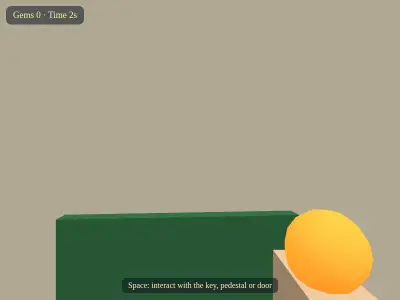 Gems 0 · Time 2s
Space: interact with the key, pedestal or door